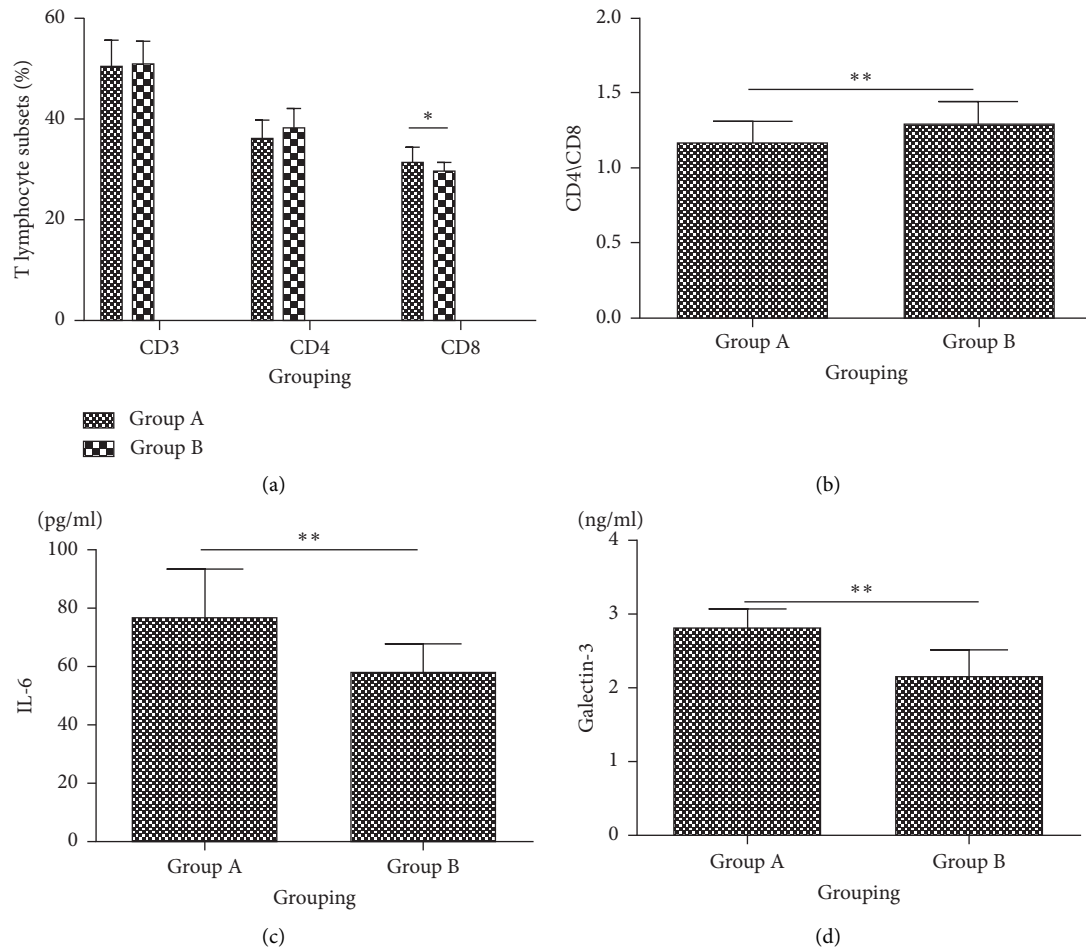 60
40
20
0
T lymphocyte subsets (%)
*
CD3 CD4 CD8
Grouping
Group A
Group B
(a)
2.0
1.5
1.0
0.5
0.0
CD4\CD8
**
Group A Group B
Grouping
(b)
(pg/ml)
100
80
60
40
20
0
IL-6
**
Group A Group B
Grouping
(c)
(ng/ml)
4
3
2
1
0
Galectin-3
**
Group A Group B
Grouping
(d)